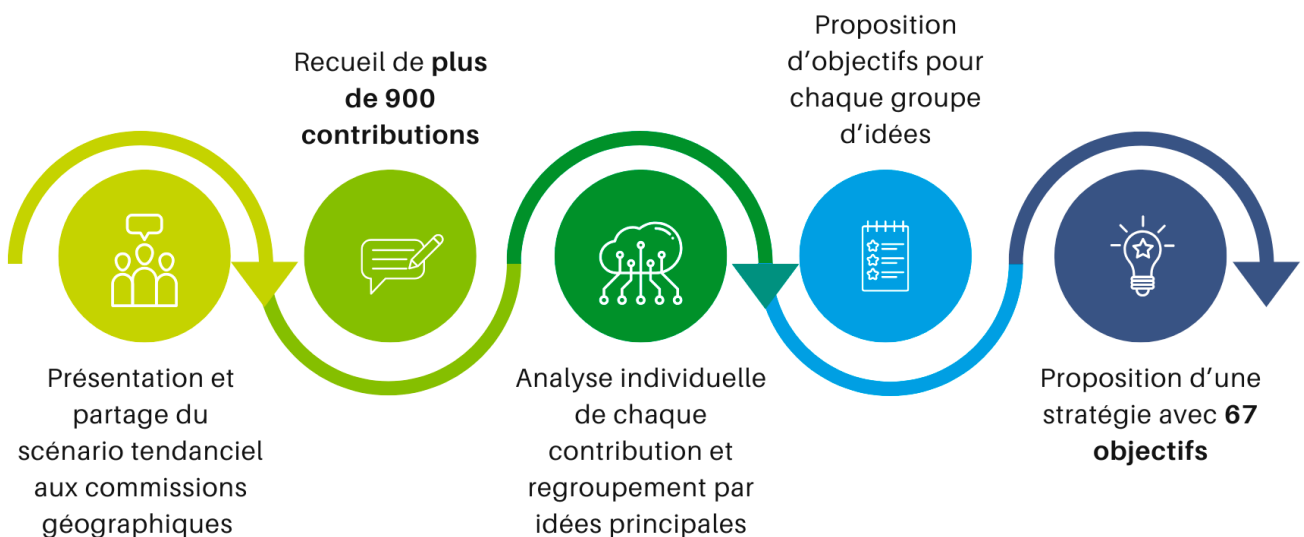 Présentation et
partage du
scénario tendanciel
aux commissions
géographiques
Recueil de plus
de 900
contributions
Analyse individuelle
de chaque
contribution et
regroupement par
idées principales
Proposition
d'objectifs pour
chaque groupe
d'idées
Proposition d'une
stratégie avec 67
objectifs